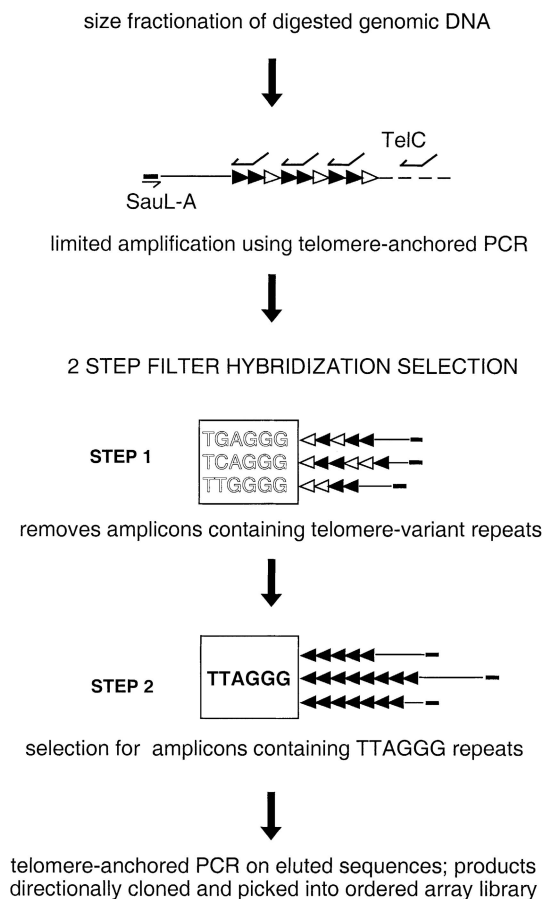 size fractionation of digested genomic DNA
TelC
SauL-A
limited amplification using telomere-anchored PCR
2 STEP FILTER HYBRIDIZATION SELECTION
STEP 1
TGAGGG
TCAGGG
TTGGGG
removes amplicons containing telomere-variant repeats
STEP 2
TTAGGG
selection for amplicons containing TTAGGG repeats
telomere-anchored PCR on eluted sequences; products
directionally cloned and picked into ordered array library